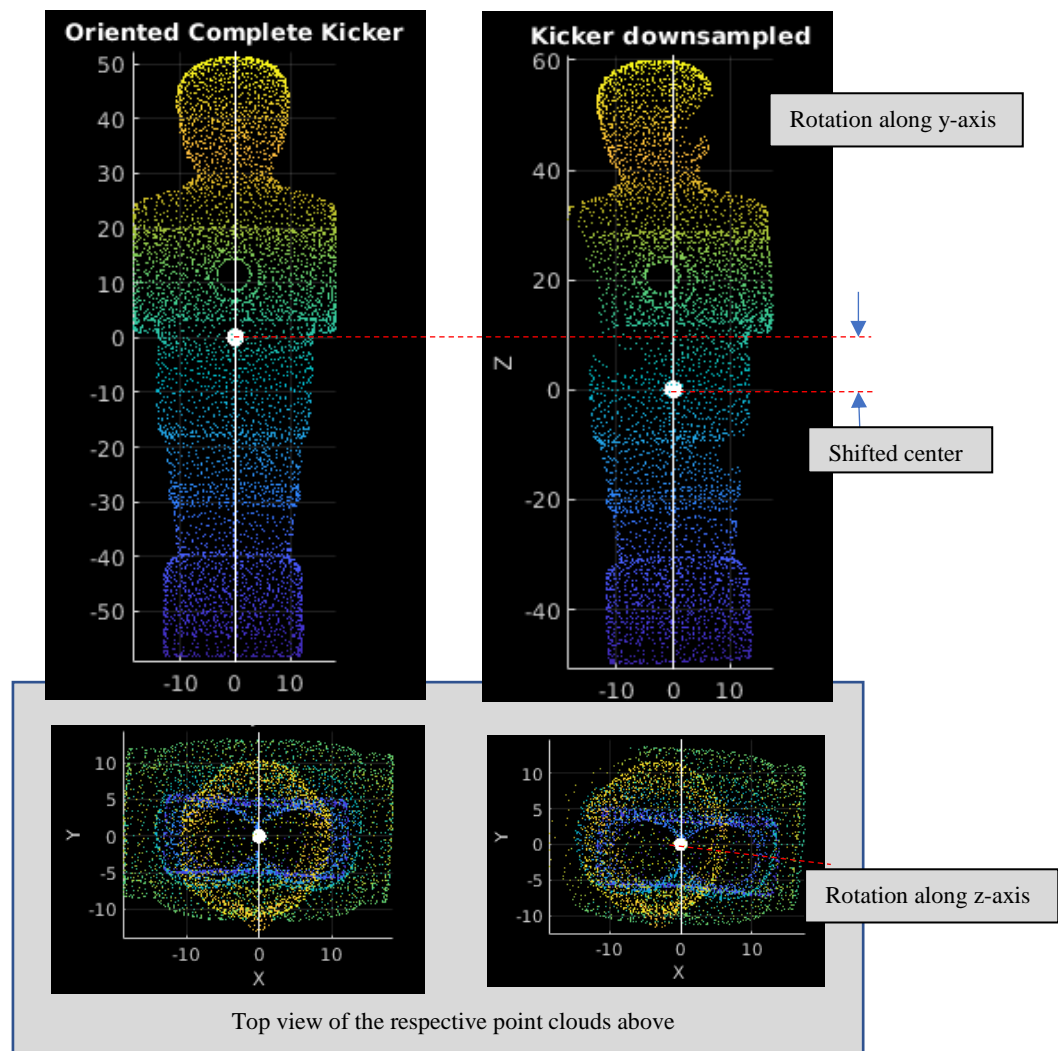 Oriented Complete Kicker
50
40
30
20
10
0
-10
-20
-30
-40
-50
-10 0 10
Kicker downsampled
60
40
20
0
-20
-40
Z
-10 0 10
Rotation along y-axis
Shifted center
10
5
0
-5
-10
Y
-10 0 10
X
10
5
0
-5
-10
Y
-10 0 10
X
Rotation along z-axis
Top view of the respective point clouds above